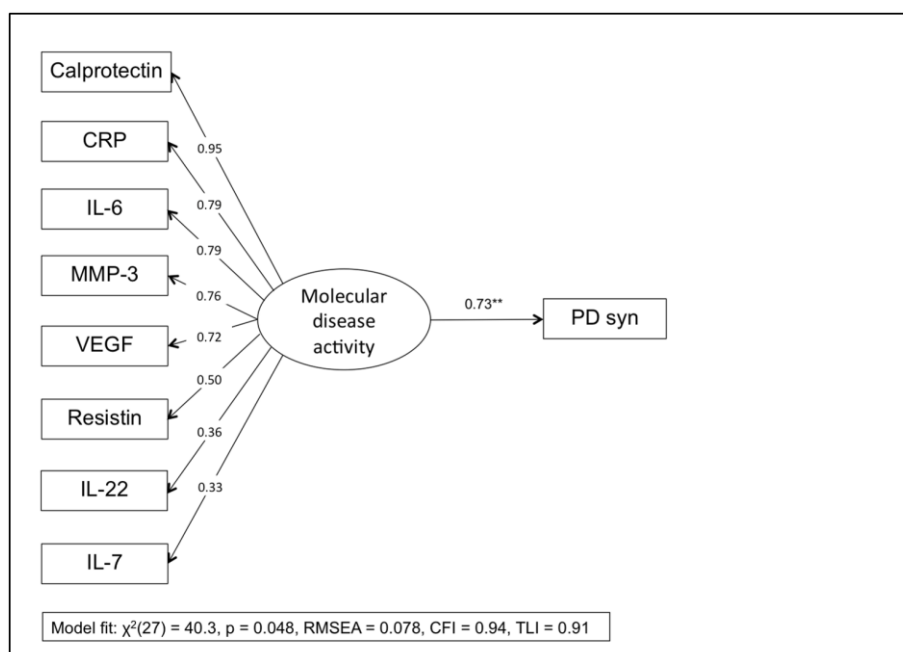 Calprotectin
CRP
IL-6
MMP-3
VEGF
Resistin
IL-22
IL-7
0.95
0.79
0.79
0.76
0.72
0.50
0.36
0.33
Molecular
disease
activity
0.73**
PD syn
Model fit: χ²(27) = 40.3, p = 0.048, RMSEA = 0.078, CFI = 0.94, TLI = 0.91